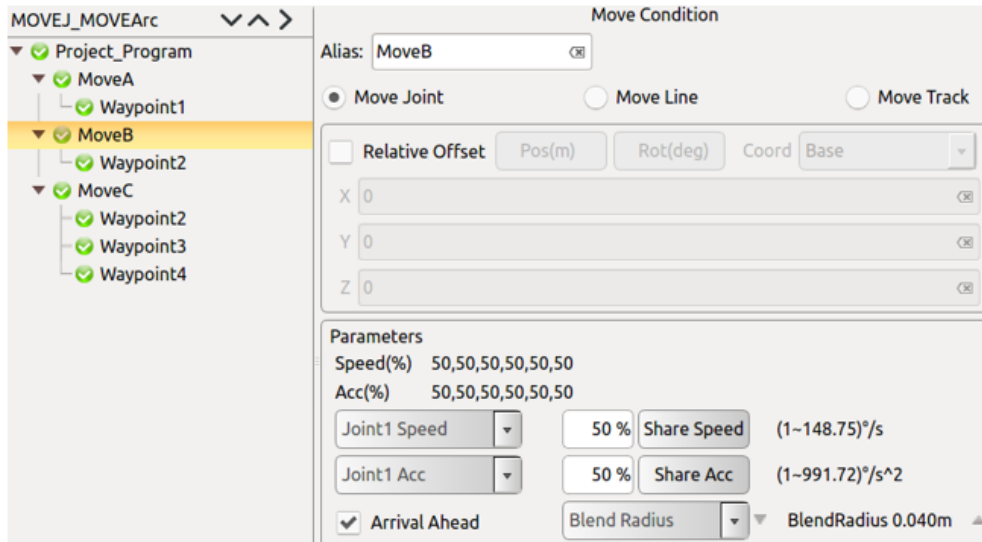 MOVEJ_MOVEArc
Project_Program
MoveA
Waypoint1
MoveB
Waypoint2
MoveC
Waypoint2
Waypoint3
Waypoint4
Move Condition
Alias: MoveB
Move Joint Move Line Move Track
Relative Offset Pos(m) Rot(deg) Coord Base
X 0
Y 0
Z 0
Parameters
Speed(%) 50,50,50,50,50,50
Acc(%) 50,50,50,50,50,50
Joint1 Speed 50 % Share Speed (1~148.75)°/s
Joint1 Acc 50 % Share Acc (1~991.72)°/s^2
Arrival Ahead Blend Radius BlendRadius 0.040m